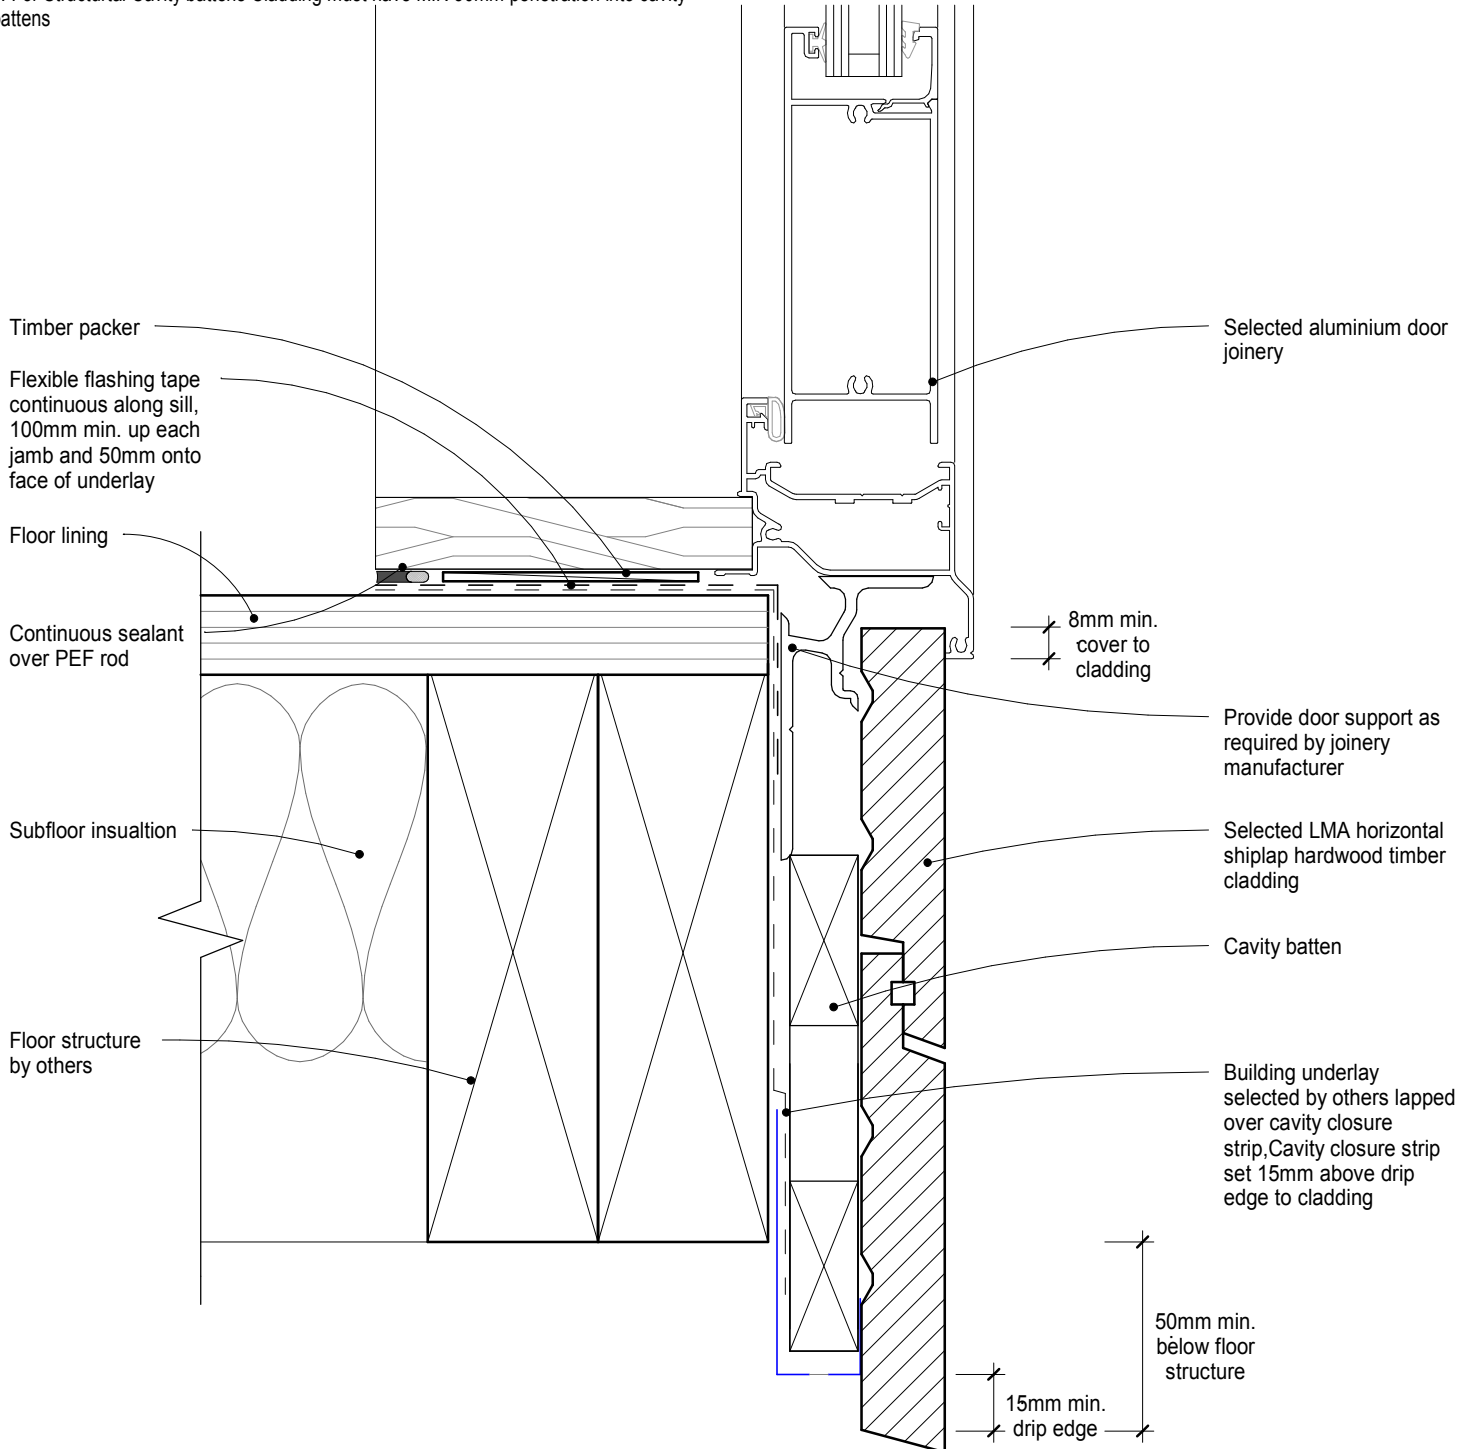 battens
Timber packer
Flexible flashing tape
continuous along sill,
100mm min. up each
jamb and 50mm onto
face of underlay
Floor lining
Continuous sealant
over PEF rod
Subfloor insualtion
Floor structure
by others
Selected aluminium door
joinery
8mm min.
cover to
cladding
Provide door support as
required by joinery
manufacturer
Selected LMA horizontal
shiplap hardwood timber
cladding
Cavity batten
Building underlay
selected by others lapped
over cavity closure
strip,Cavity closure strip
set 15mm above drip
edge to cladding
50mm min.
below floor
structure
15mm min.
drip edge